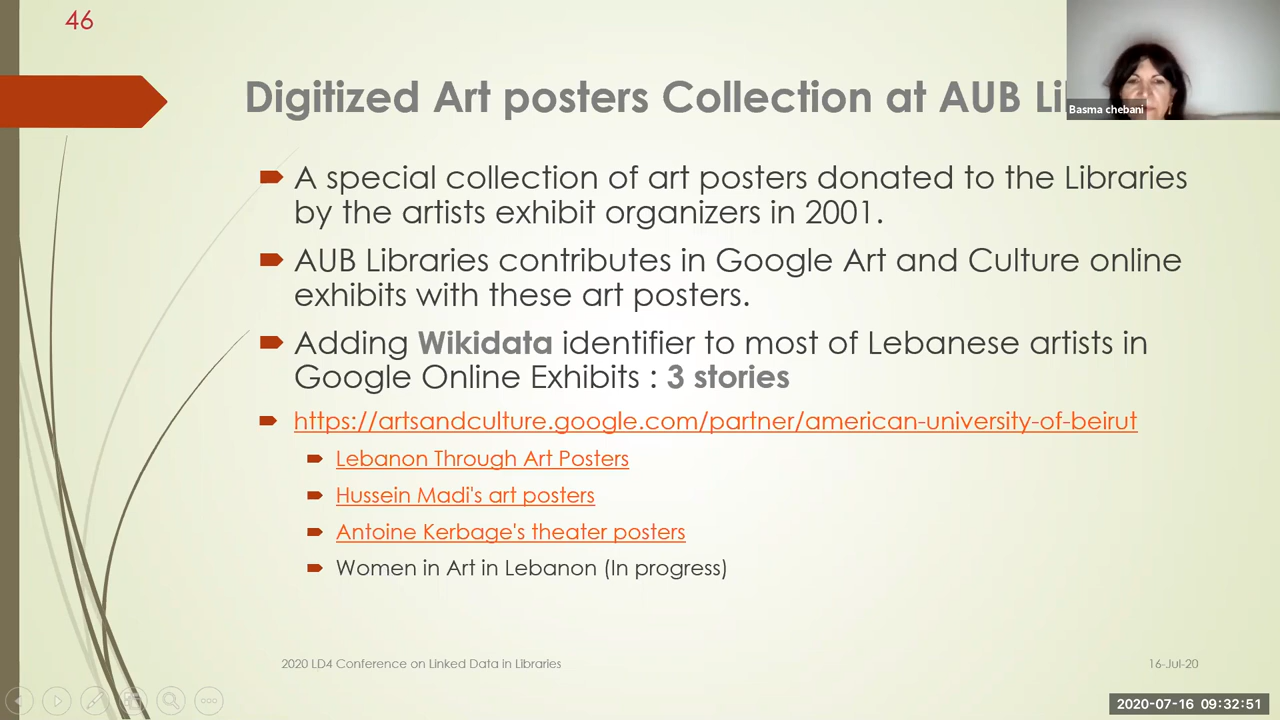 46
Digitized Art posters Collection at AUB
Basma chebani
A special collection of art posters donated to the Libraries
by the artists exhibit organizers in 2001.
AUB Libraries contributes in Google Art and Culture online
exhibits with these art posters.
Adding Wikidata identifier to most of Lebanese artists in
Google Online Exhibits : 3 stories
https://artsandculture.google.com/partner/american-university-of-beirut
Lebanon Through Art Posters
Hussein Madi's art posters
Antoine Kerbage's theater posters
Women in Art in Lebanon (In progress)
2020 LD4 Conference on Linked Data in Libraries
16-Jul-20
2020-07-16 09:32:51